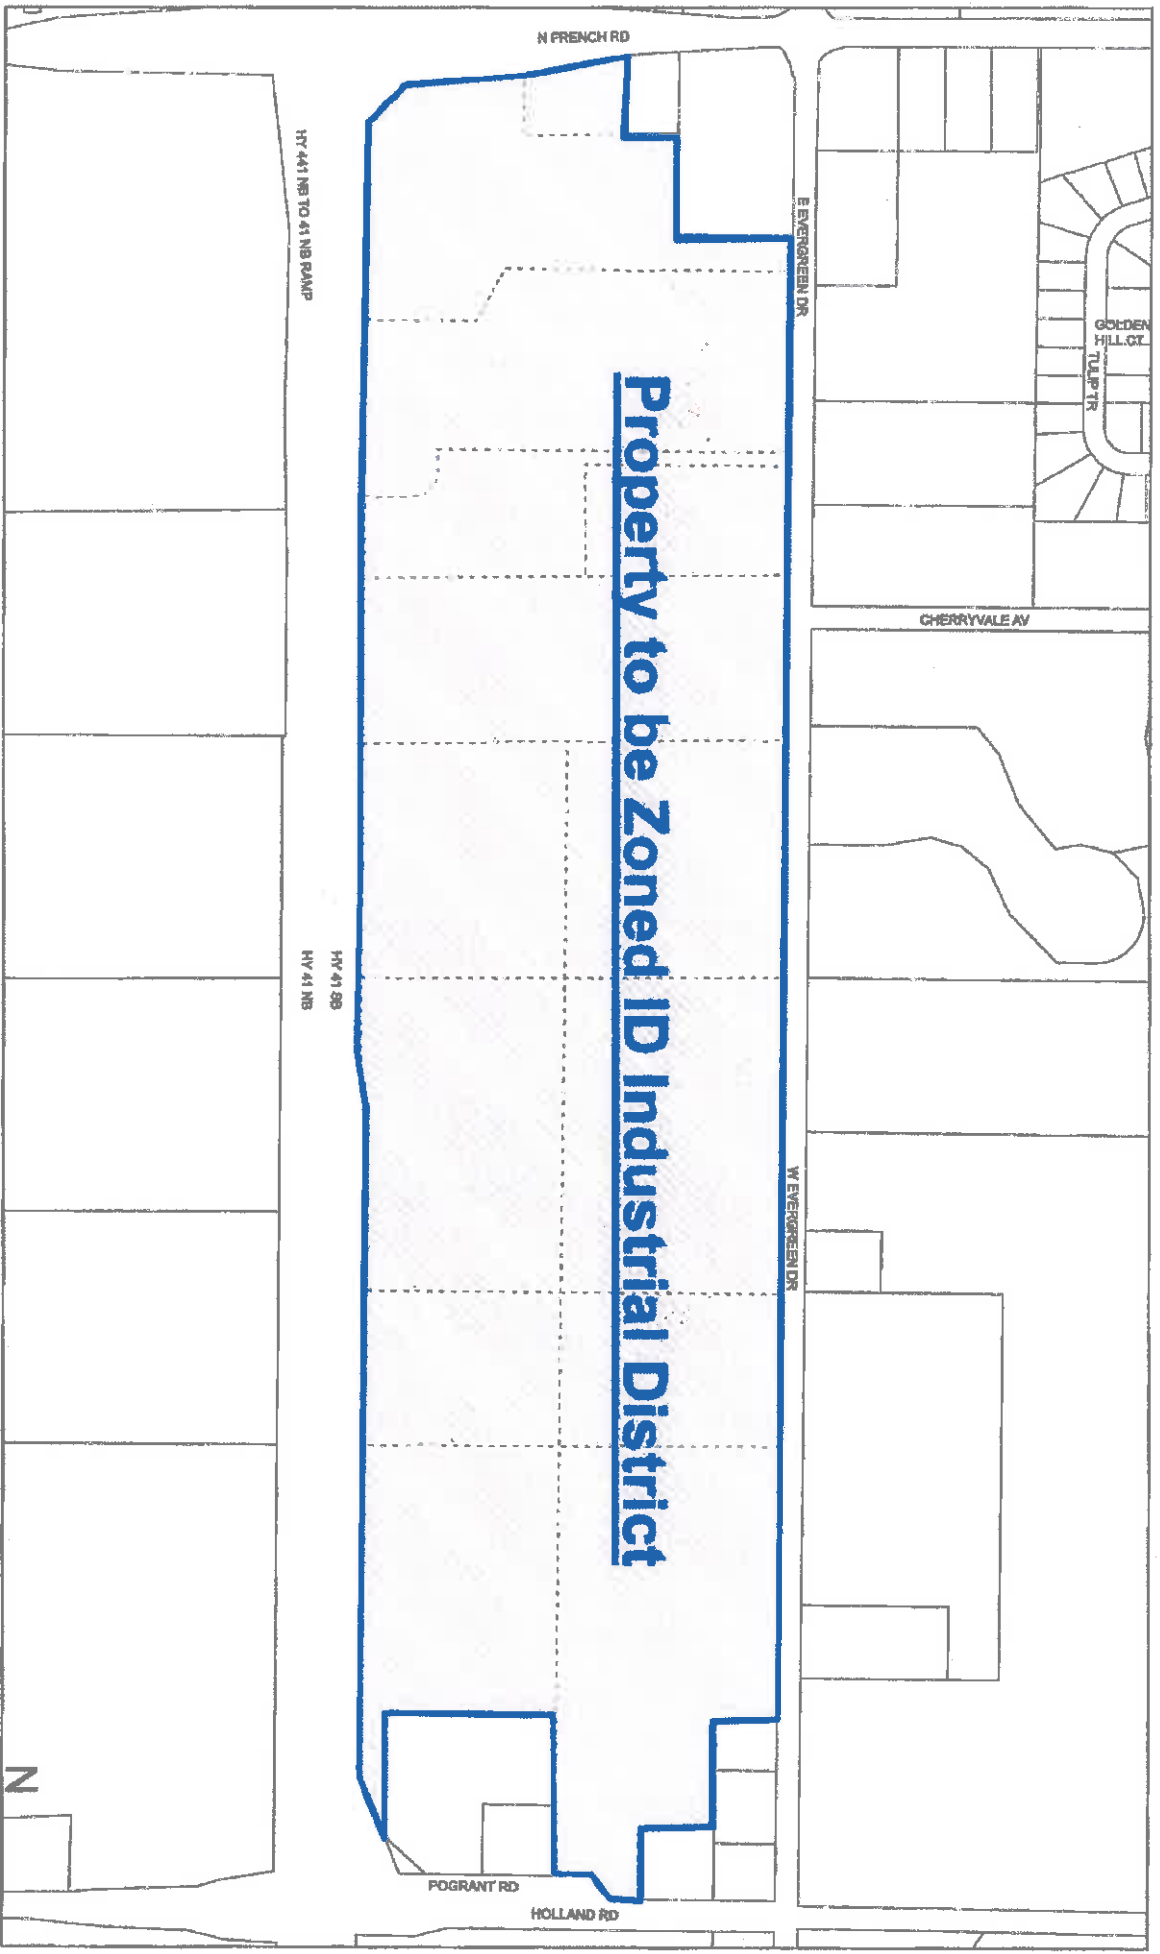 N FRENCH RD
HY 441 NB TO 41 NB RAMP
E EVERGREEN DR
GOLDEN
HILL CT
TULIP TR
CHERRYVALE AV
Property to be Zoned ID Industrial District
HY 41 SB
HY 41 NB
W EVERGREEN DR
POGRANT RD
HOLLAND RD
N